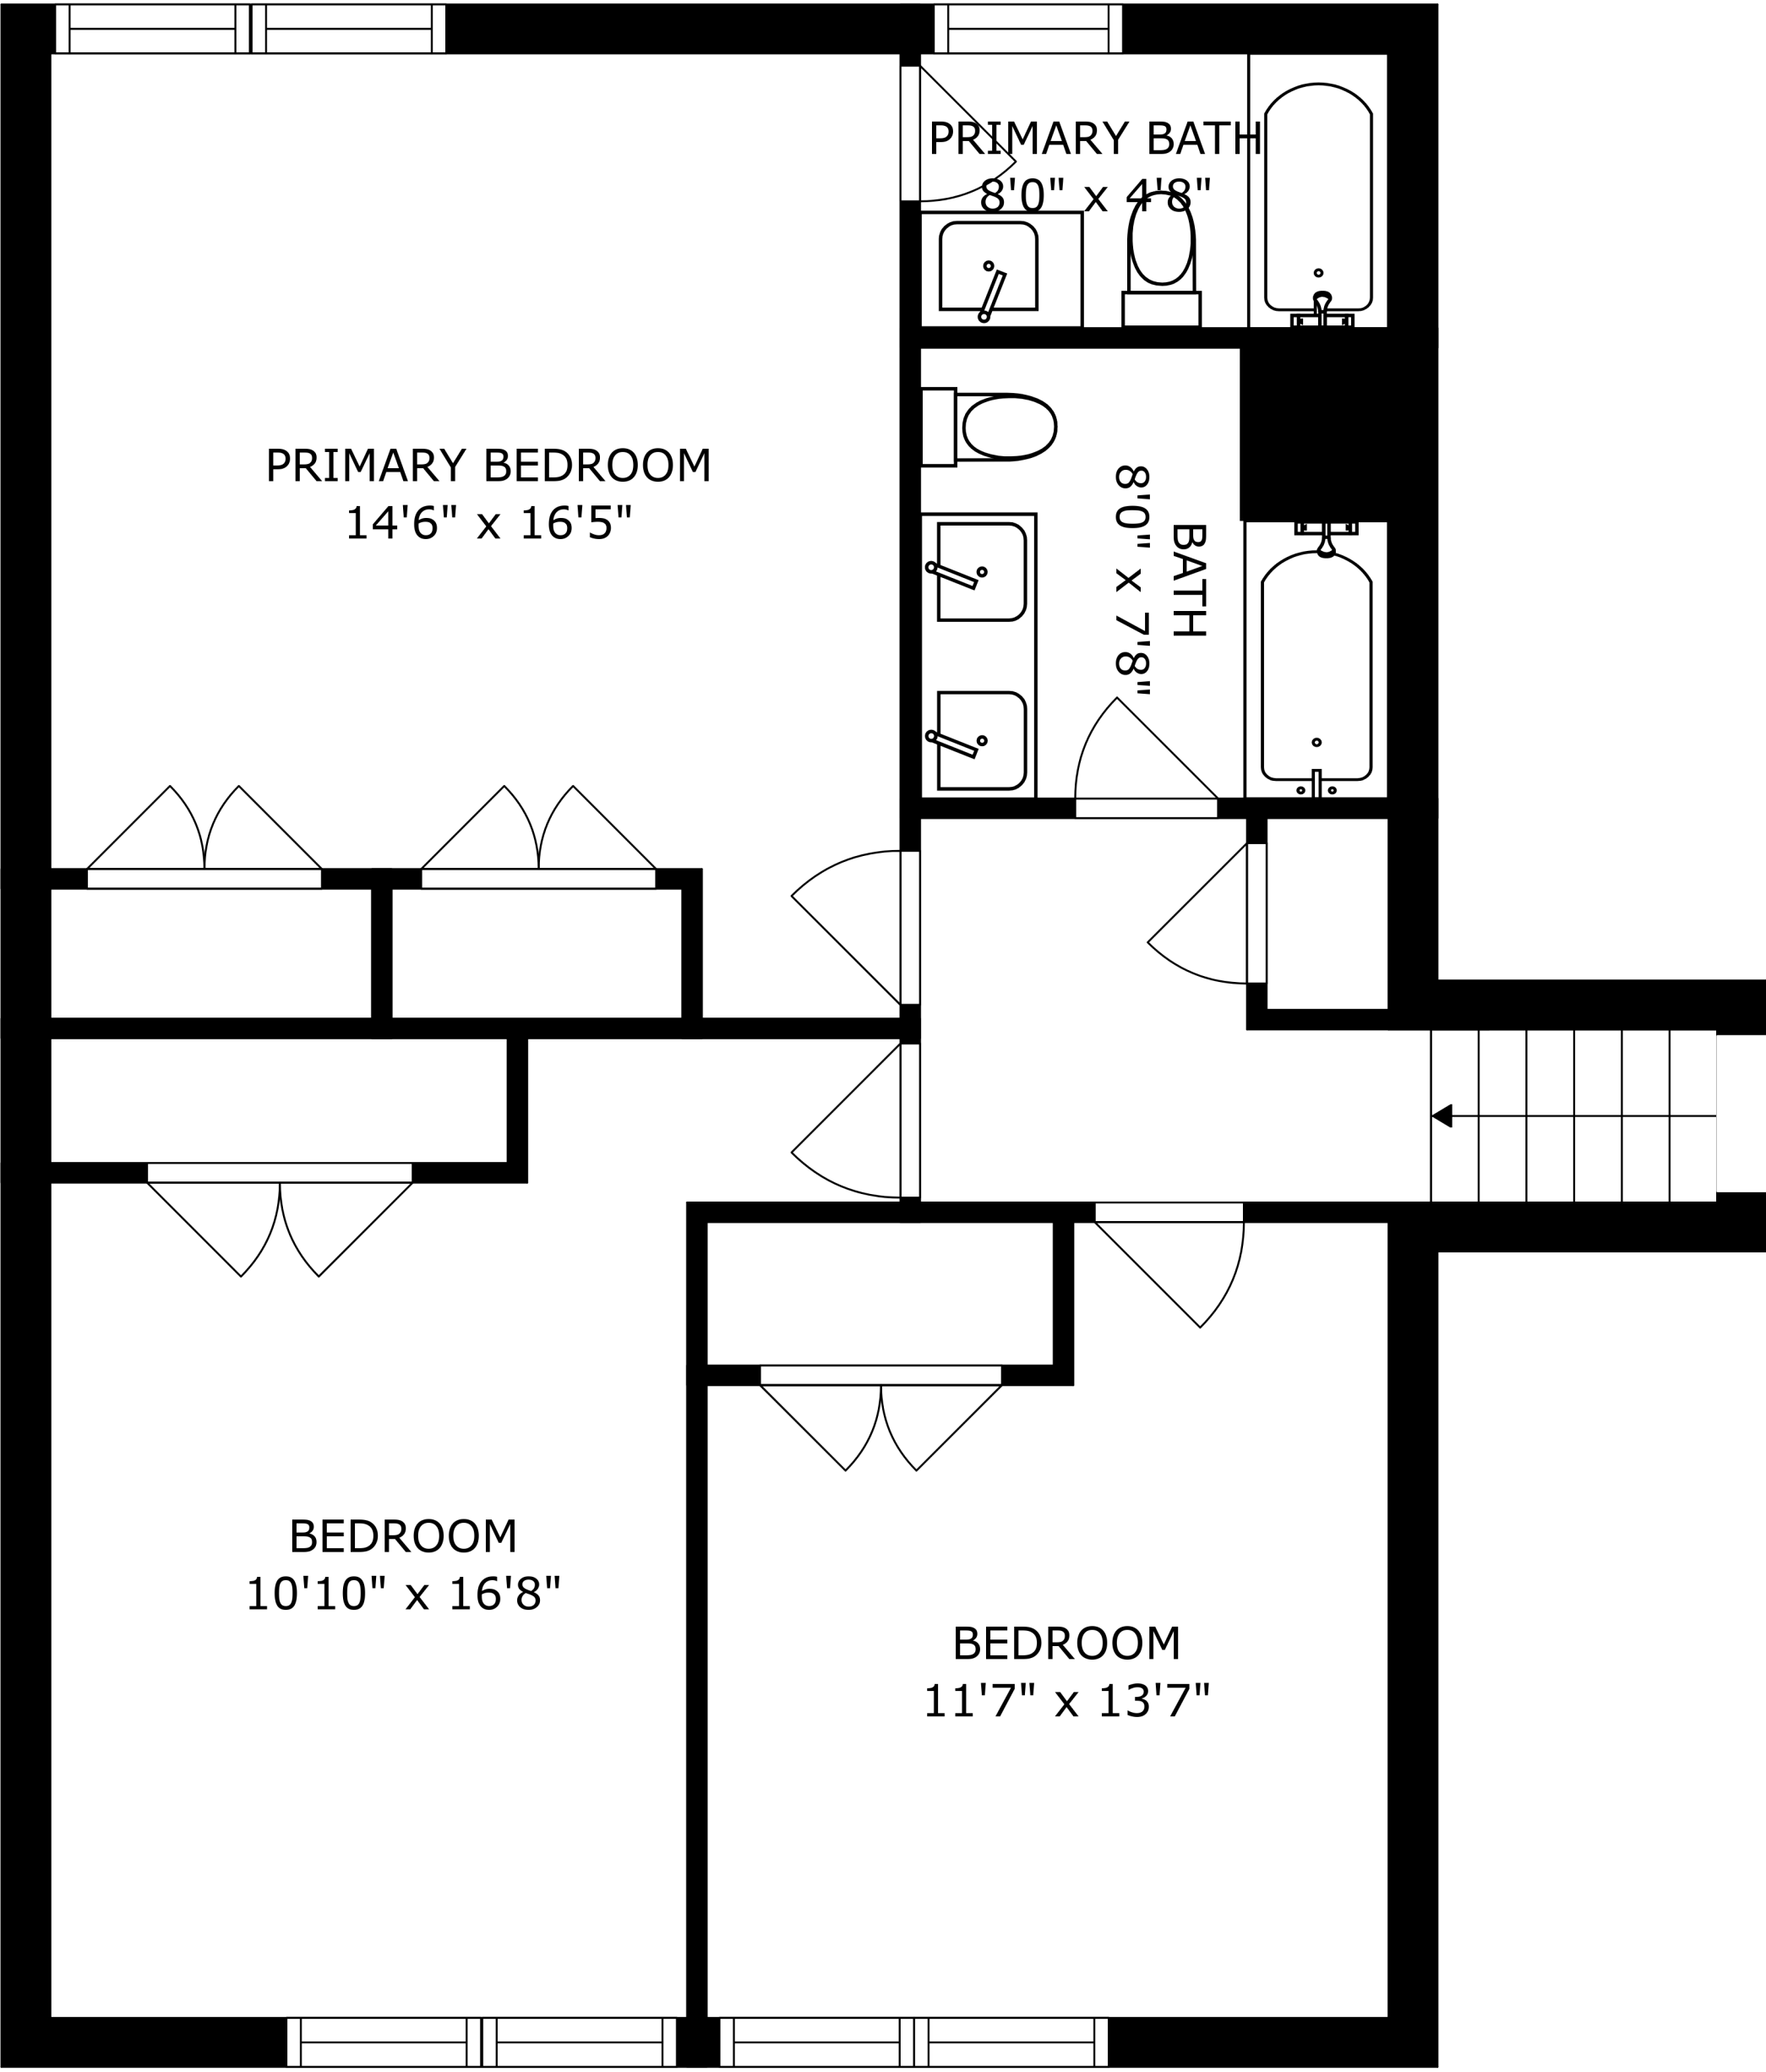 PRIMARY BATH
8'0" x 4'8"
PRIMARY BEDROOM
14'6" x 16'5"
BATH
8'0" x 7'8"
BEDROOM
10'10" x 16'8"
BEDROOM
11'7" x 13'7"